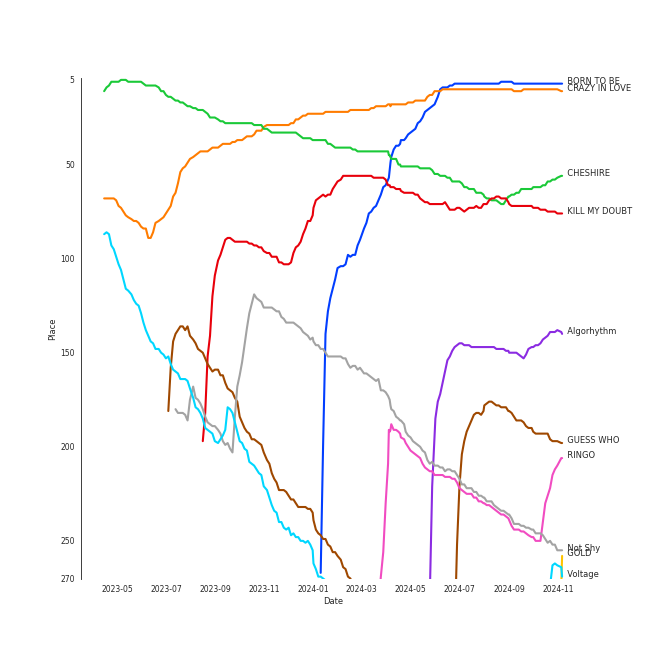 5
BORN TO BE
CRAZY IN LOVE
50
CHESHIRE
KILL MY DOUBT
100
Place
Algorhythm
150
200
GUESS WHO
RINGO
250
Not Shy
GOLD
270
Voltage
2023-05 2023-07 2023-09 2023-11 2024-01 2024-03 2024-05 2024-07 2024-09 2024-11
Date